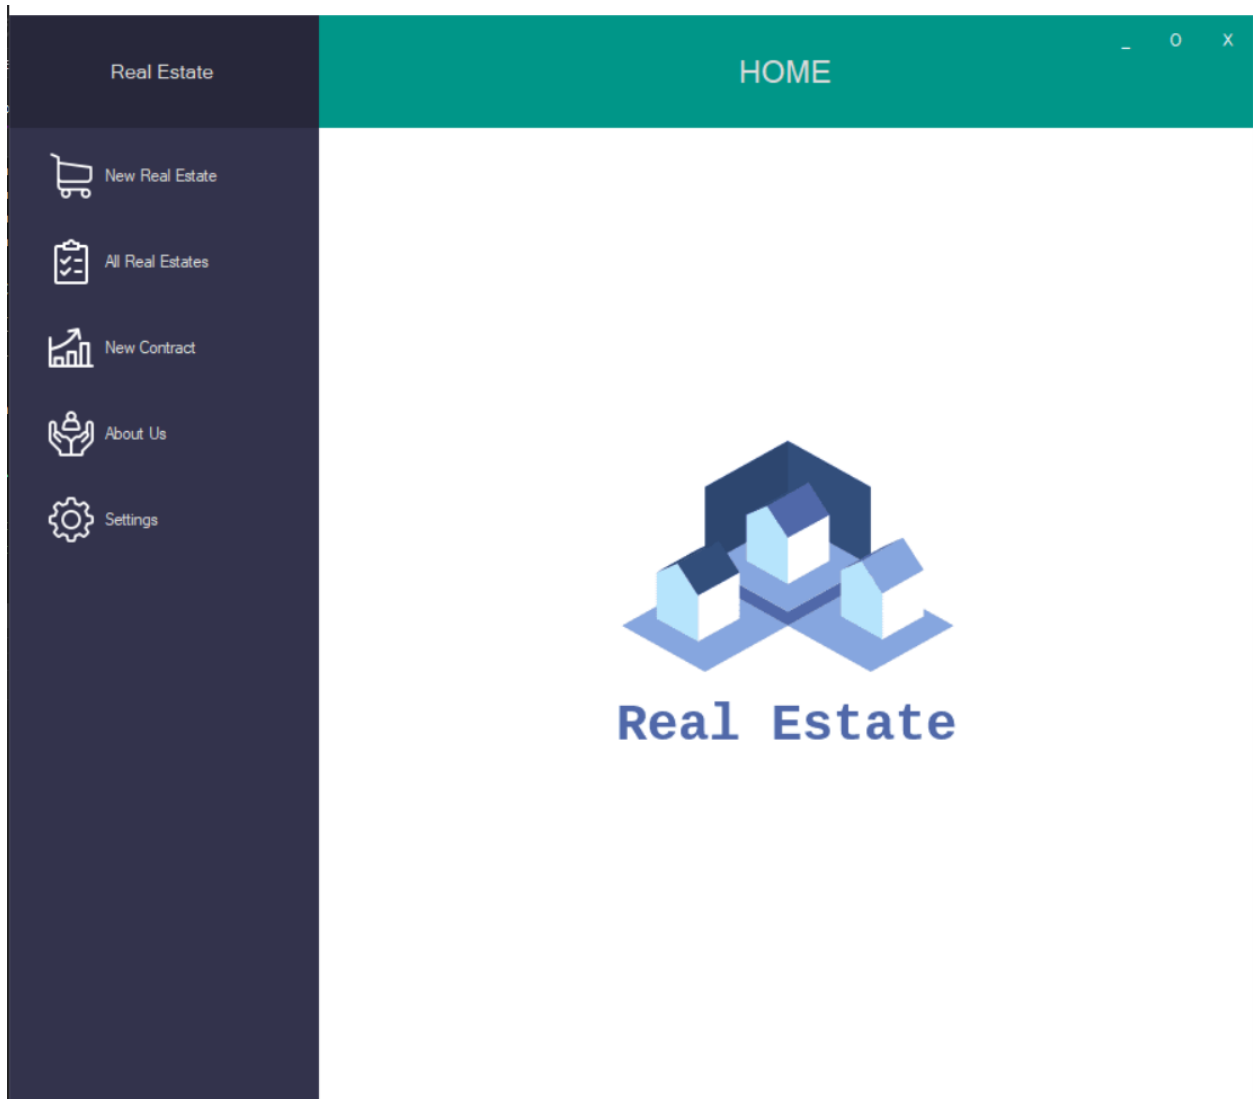 Real Estate
HOME
_ O X
New Real Estate
All Real Estates
New Contract
About Us
Settings
Real Estate